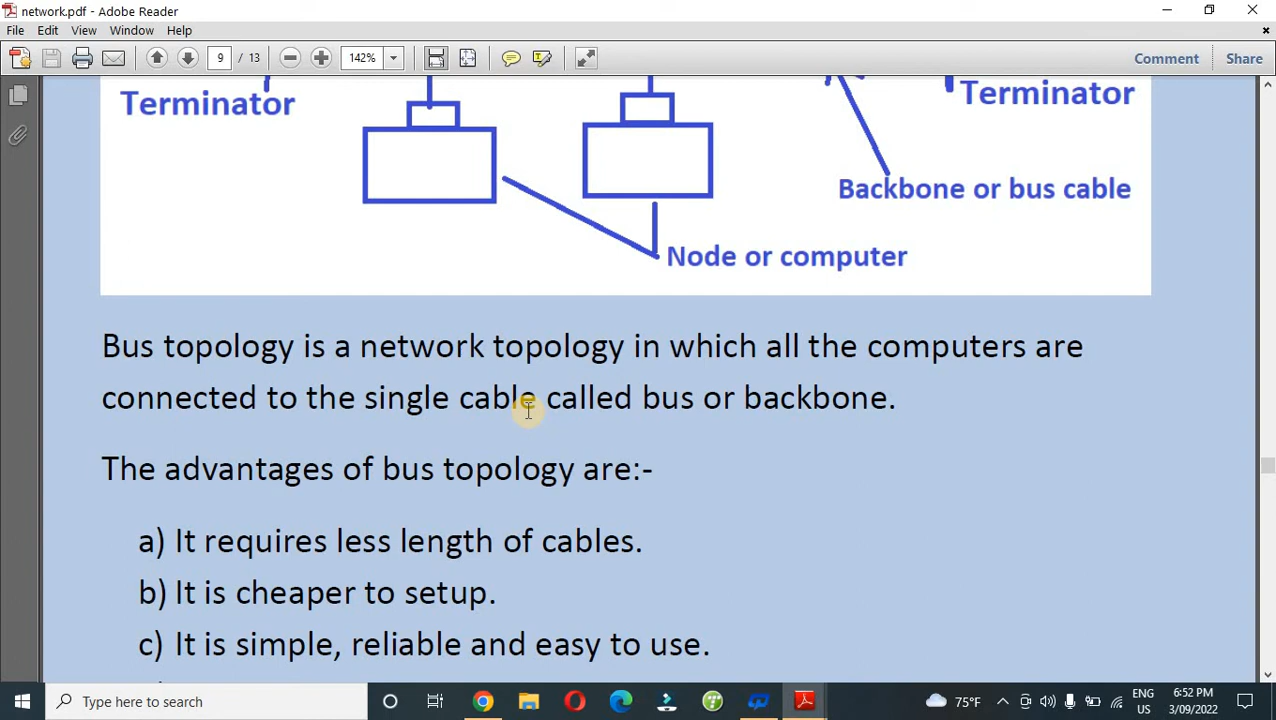 network.pdf - Adobe Reader
File Edit View Window Help
9 / 13 142% Comment Share
Terminator
Terminator
Backbone or bus cable
Node or computer
Bus topology is a network topology in which all the computers are
connected to the single cable called bus or backbone.
The advantages of bus topology are:-
a) It requires less length of cables.
b) It is cheaper to setup.
c) It is simple, reliable and easy to use.
Type here to search
75°F
ENG
US
6:52 PM
3/09/2022